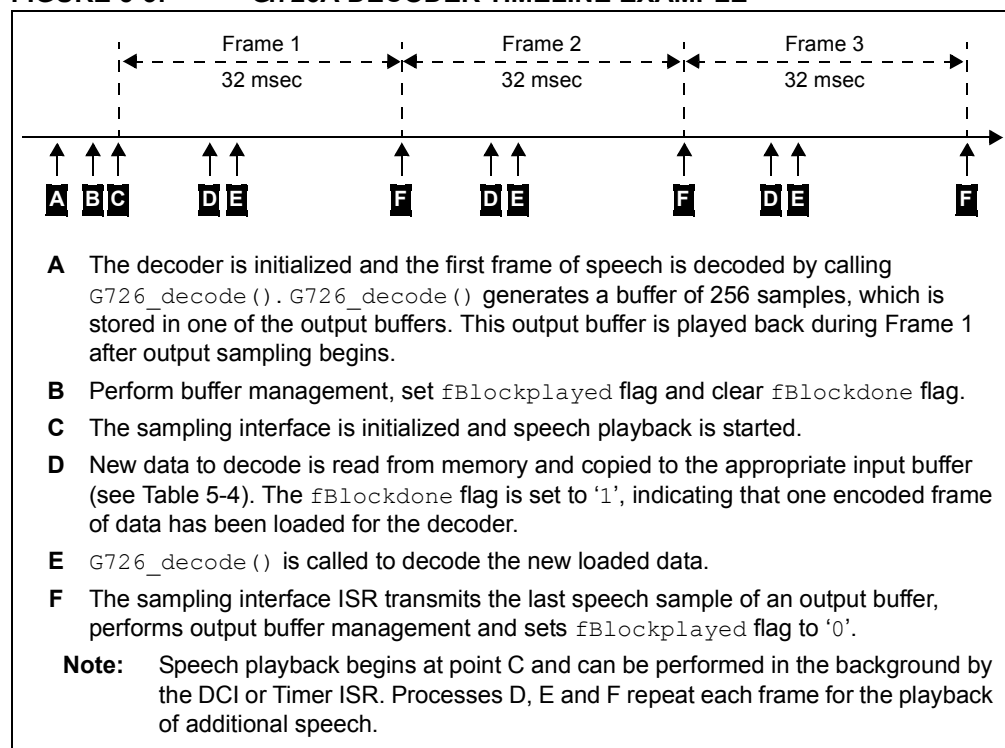 Frame 1 Frame 2 Frame 3
32 msec 32 msec 32 msec
A B C D E F D E F D E F
A The decoder is initialized and the first frame of speech is decoded by calling
G726_decode(). G726_decode() generates a buffer of 256 samples, which is
stored in one of the output buffers. This output buffer is played back during Frame 1
after output sampling begins.
B Perform buffer management, set fBlockplayed flag and clear fBlockdone flag.
C The sampling interface is initialized and speech playback is started.
D New data to decode is read from memory and copied to the appropriate input buffer
(see Table 5-4). The fBlockdone flag is set to ‘1’, indicating that one encoded frame
of data has been loaded for the decoder.
E G726_decode() is called to decode the new loaded data.
F The sampling interface ISR transmits the last speech sample of an output buffer,
performs output buffer management and sets fBlockplayed flag to ‘0’.
Note: Speech playback begins at point C and can be performed in the background by
the DCI or Timer ISR. Processes D, E and F repeat each frame for the playback
of additional speech.